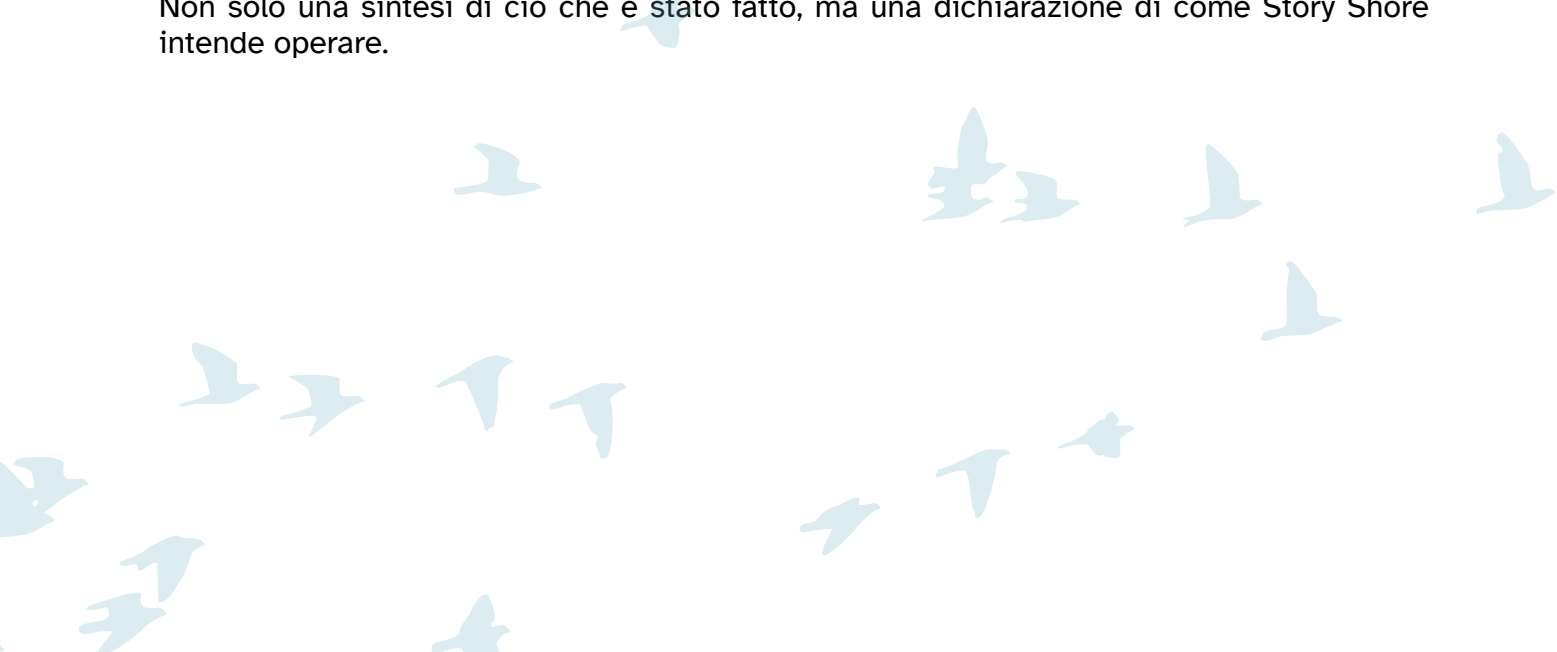 Non solo una sintesi di ciò che è stato fatto, ma una dichiarazione di come Story Shore
intende operare.